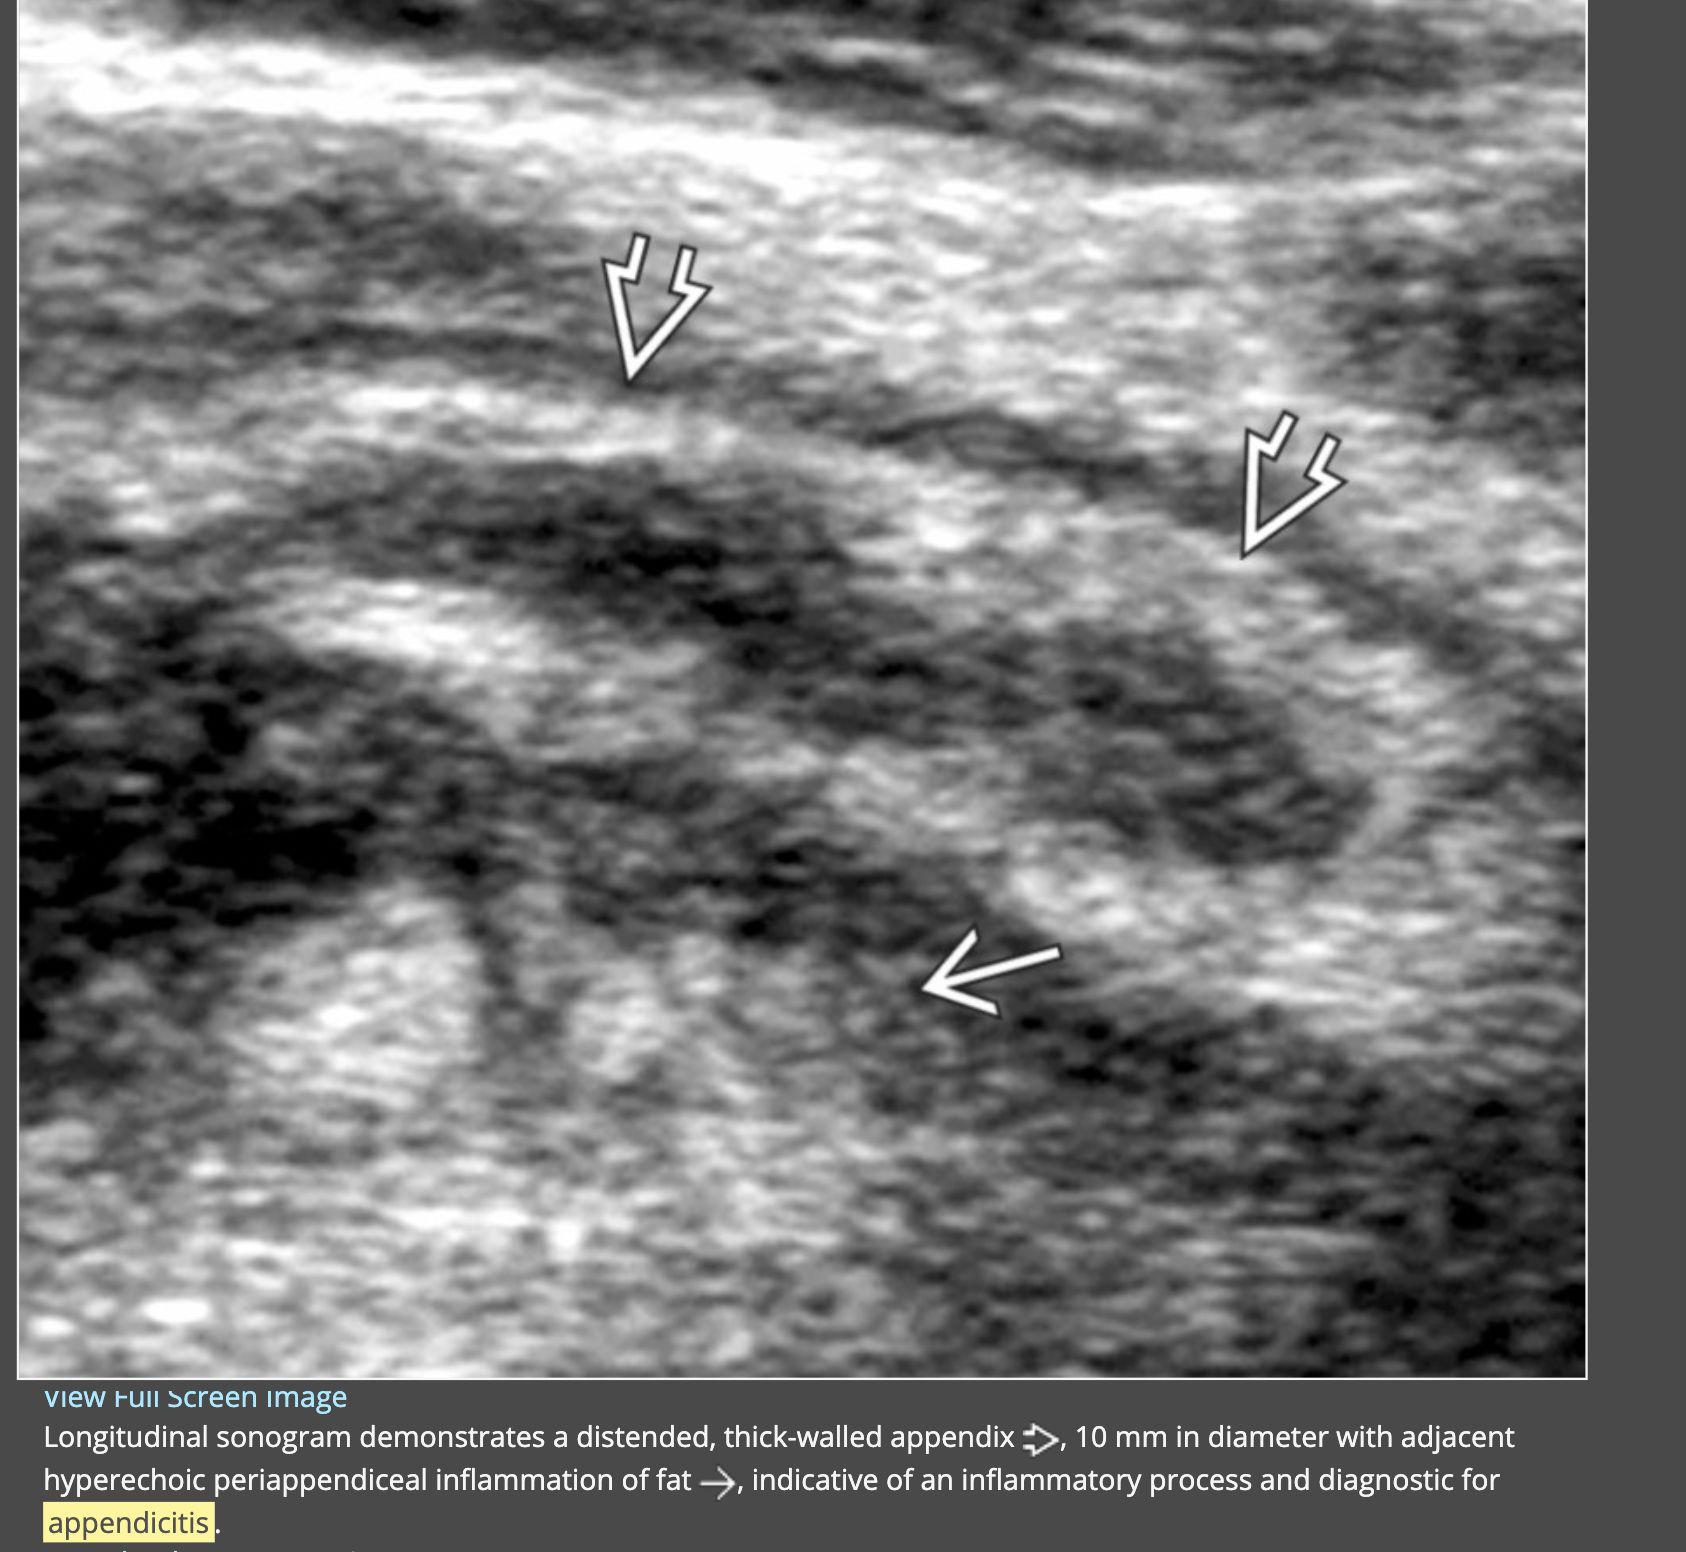 View Full Screen Image
Longitudinal sonogram demonstrates a distended, thick-walled appendix , 10 mm in diameter with adjacent
hyperechoic periappendiceal inflammation of fat , indicative of an inflammatory process and diagnostic for
appendicitis.